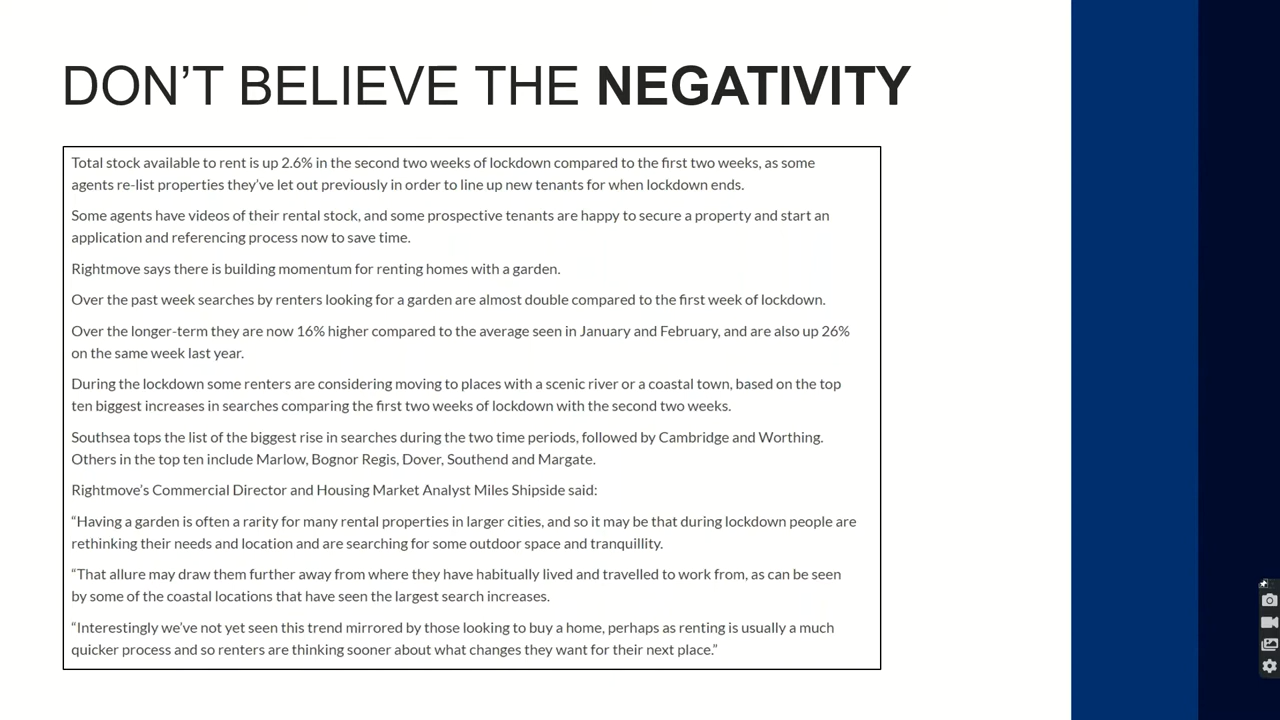 DON'T BELIEVE THE NEGATIVITY
Total stock available to rent is up 2.6% in the second two weeks of lockdown compared to the first two weeks, as some
agents re-list properties they've let out previously in order to line up new tenants for when lockdown ends.
Some agents have videos of their rental stock, and some prospective tenants are happy to secure a property and start an
application and referencing process now to save time.
Rightmove says there is building momentum for renting homes with a garden.
Over the past week searches by renters looking for a garden are almost double compared to the first week of lockdown.
Over the longer-term they are now 16% higher compared to the average seen in January and February, and are also up 26%
on the same week last year.
During the lockdown some renters are considering moving to places with a scenic river or a coastal town, based on the top
ten biggest increases in searches comparing the first two weeks of lockdown with the second two weeks.
Southsea tops the list of the biggest rise in searches during the two time periods, followed by Cambridge and Worthing.
Others in the top ten include Marlow, Bognor Regis, Dover, Southend and Margate.
Rightmove's Commercial Director and Housing Market Analyst Miles Shipside said:
“Having a garden is often a rarity for many rental properties in larger cities, and so it may be that during lockdown people are
rethinking their needs and location and are searching for some outdoor space and tranquillity.
“That allure may draw them further away from where they have habitually lived and travelled to work from, as can be seen
by some of the coastal locations that have seen the largest search increases.
“Interestingly we've not yet seen this trend mirrored by those looking to buy a home, perhaps as renting is usually a much
quicker process and so renters are thinking sooner about what changes they want for their next place.”